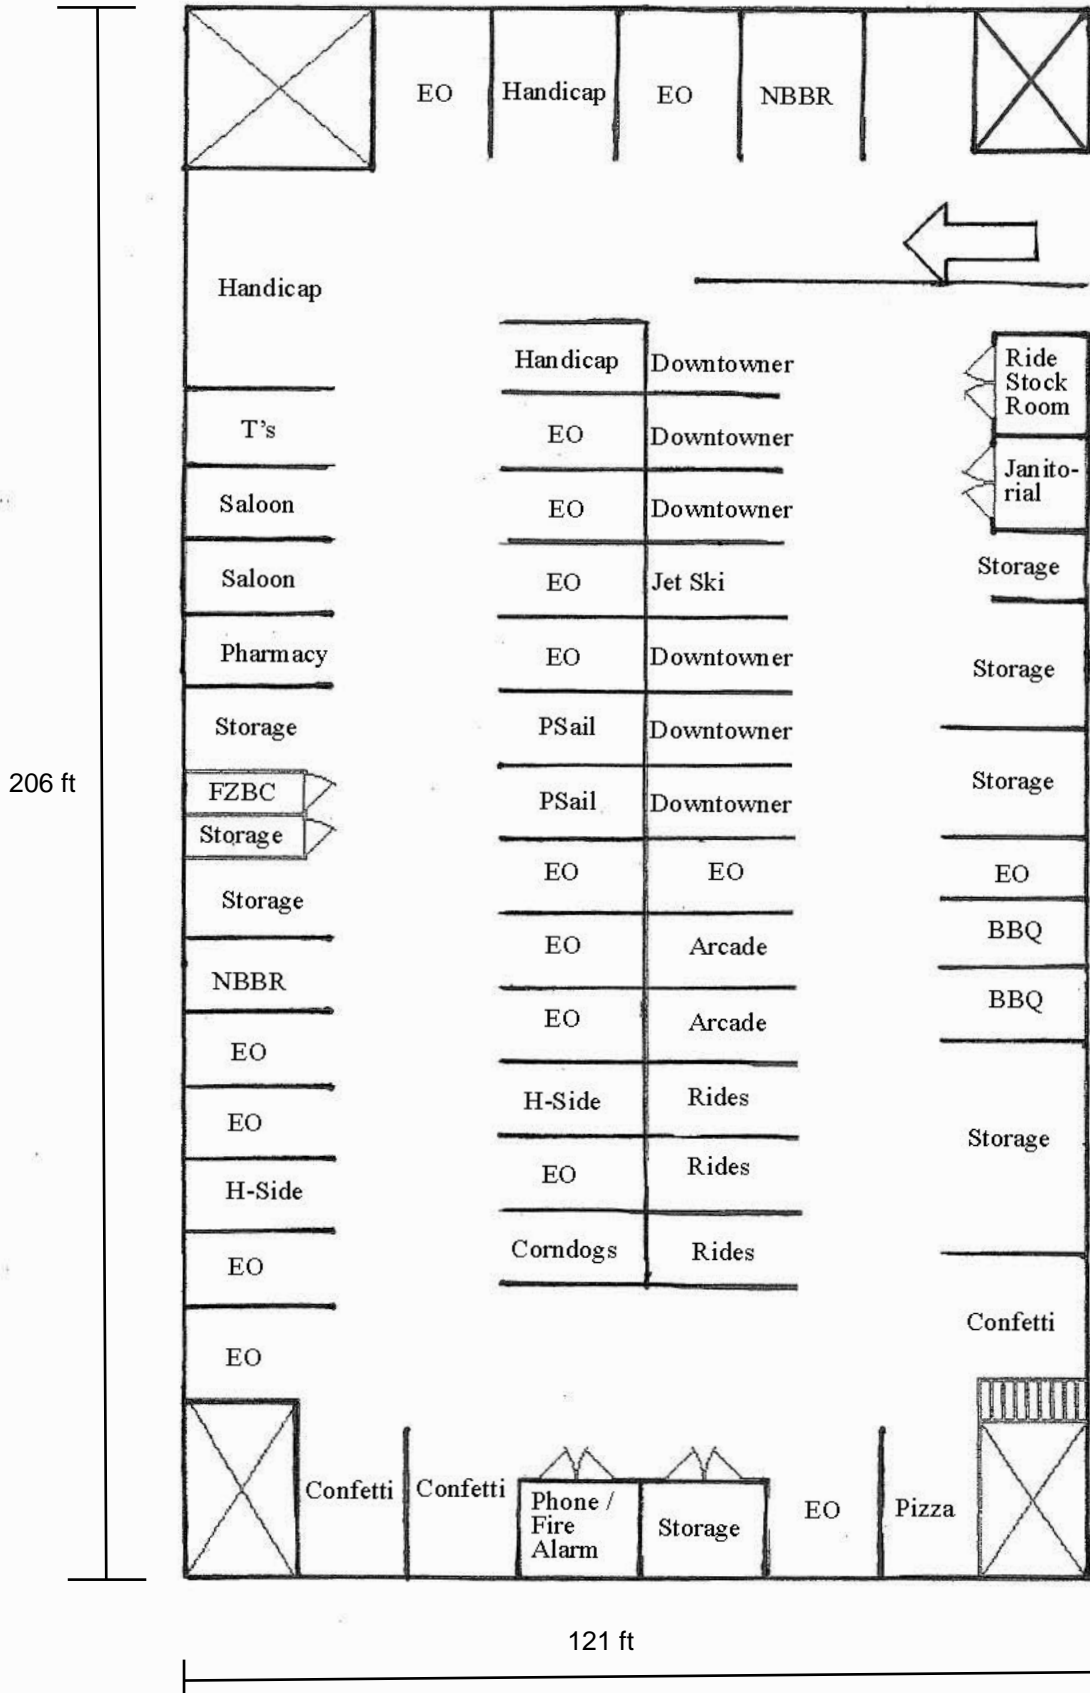 EO
Handicap
EO
NBBR
Handicap
Handicap
Downtowner
Ride
Stock
Room
T's
EO
Downtowner
Janito-
rial
Saloon
EO
Downtowner
Storage
Saloon
EO
Jet Ski
Pharmacy
EO
Downtowner
Storage
Storage
PSail
Downtowner
206 ft
FZBC
PSail
Downtowner
Storage
Storage
EO
EO
EO
Storage
EO
Arcade
BBQ
NBBR
EO
Arcade
BBQ
EO
H-Side
Rides
EO
EO
Rides
Storage
H-Side
Corndogs
Rides
EO
Confetti
EO
Confetti
Confetti
Phone /
Fire
Alarm
Storage
EO
Pizza
121 ft